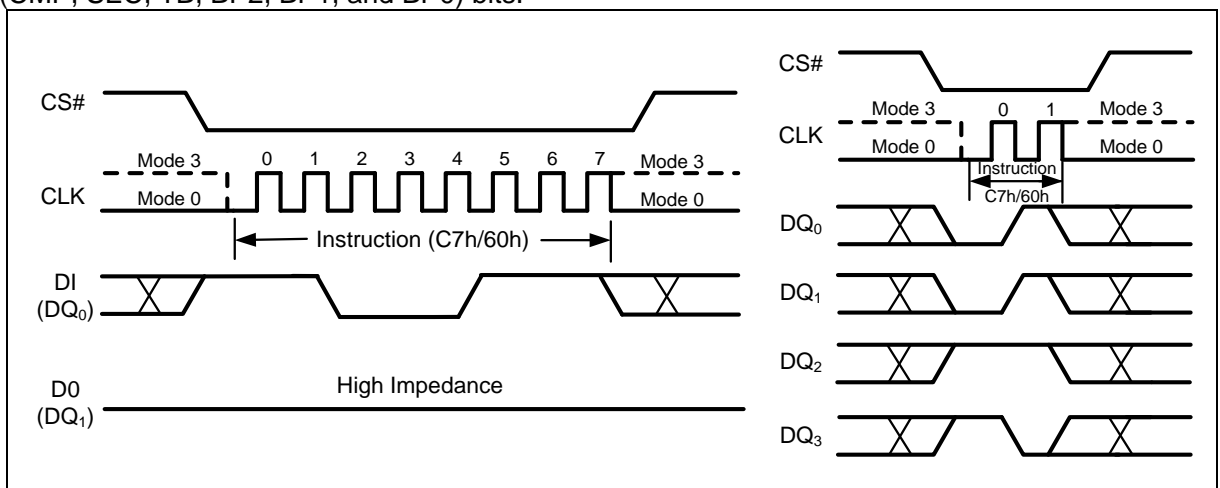 CS#
Mode 3 0 1 2 3 4 5 6 7 Mode 3
CLK Mode 0 Mode 0
Instruction (C7h/60h)
DI
(DQ₀)
D0
(DQ₁)
High Impedance
CS#
Mode 3 0 1 Mode 3
CLK
Mode 0 Mode 0
Instruction
C7h/60h
DQ₀
DQ₁
DQ₂
DQ₃